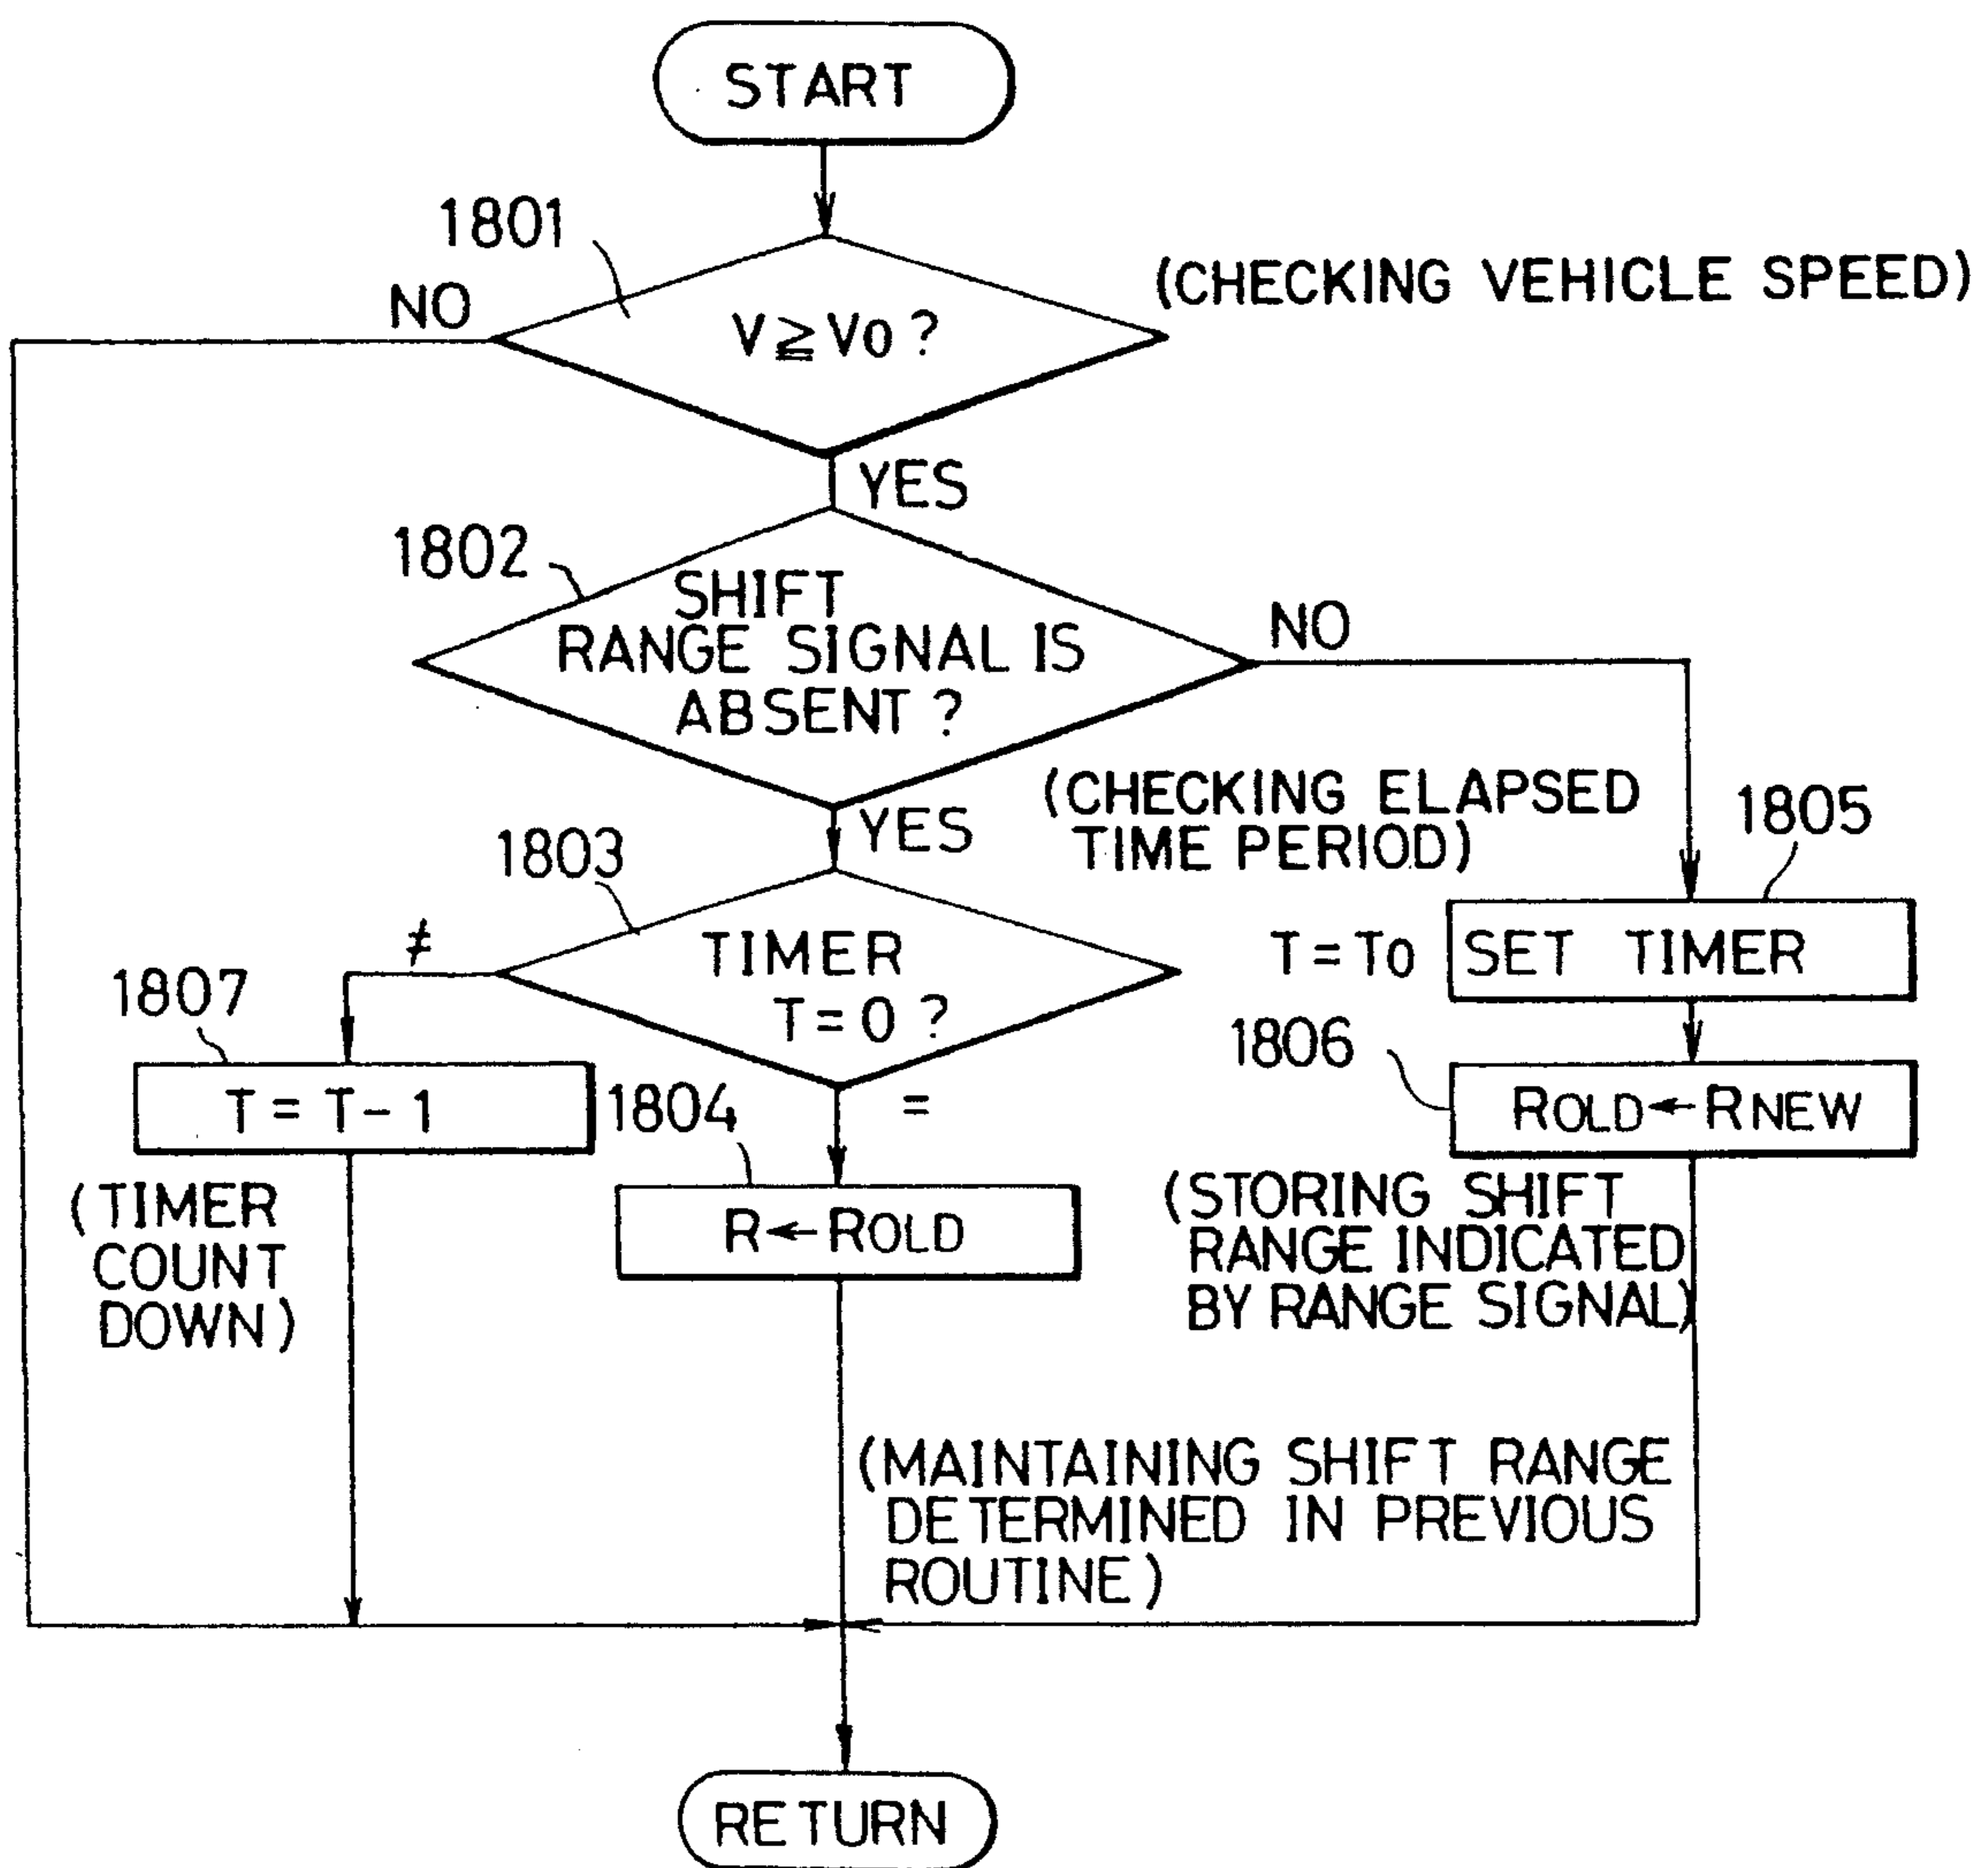 START
1801
NO
V≧V0 ?
(CHECKING VEHICLE SPEED)
YES
1802
SHIFT
RANGE SIGNAL IS
ABSENT ?
NO
YES
(CHECKING ELAPSED
TIME PERIOD)
1803
1805
TIMER
T=0 ?
≠
T=T0
SET TIMER
1807
1806
T=T-1
1804
=
ROLD←RNEW
(TIMER
COUNT
DOWN)
R←ROLD
(STORING SHIFT
RANGE INDICATED
BY RANGE SIGNAL)
(MAINTAINING SHIFT RANGE
DETERMINED IN PREVIOUS
ROUTINE)
RETURN